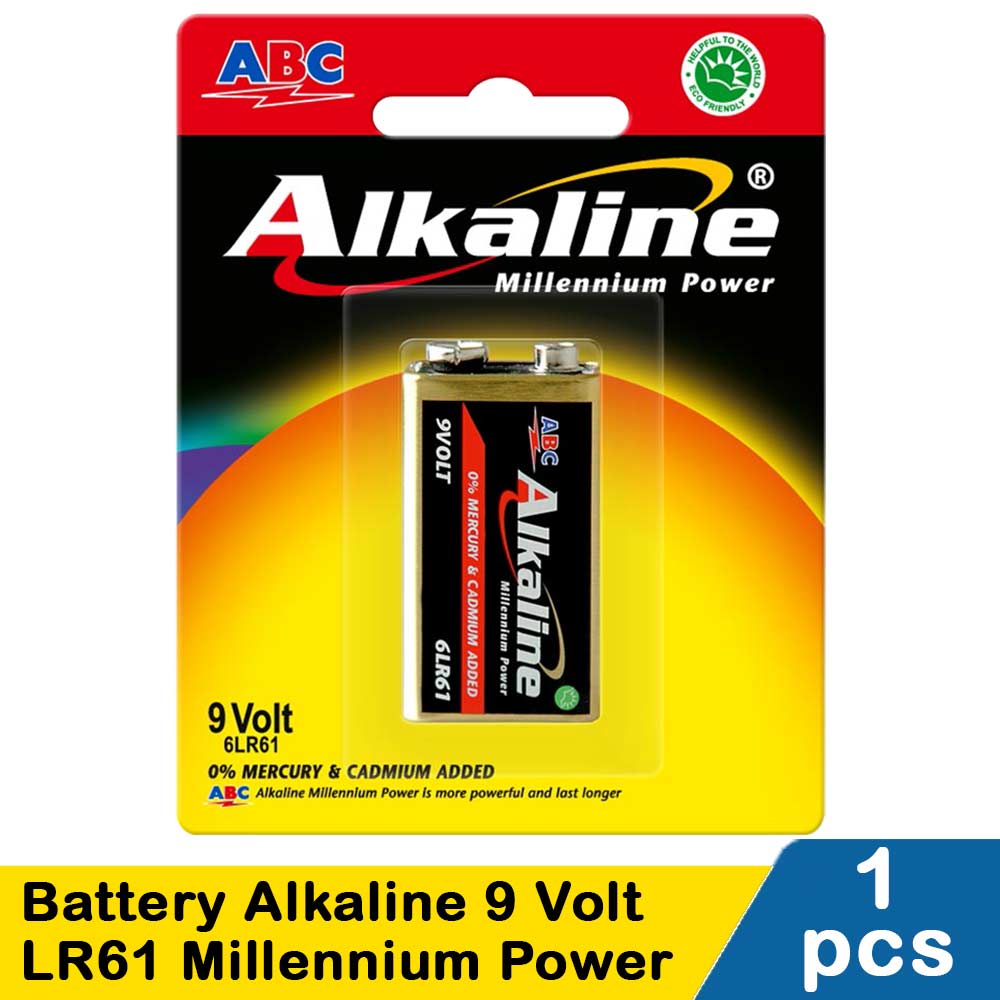 ABC
HELPFUL TO THE WORLD
ECO FRIENDLY
Alkaline®
Millennium Power
ABC
Alkaline
Millennium Power
0% MERCURY & CADMIUM ADDED
9VOLT
6LR61
9 Volt
6LR61
0% MERCURY & CADMIUM ADDED
ABC Alkaline Millennium Power is more powerful and last longer
Battery Alkaline 9 Volt
LR61 Millennium Power
1
pcs